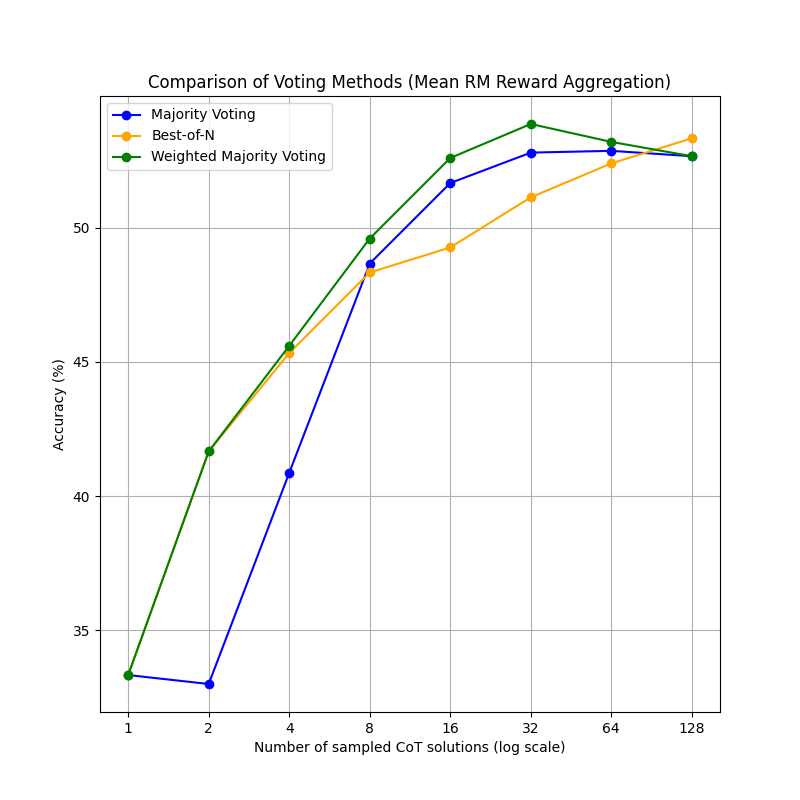 Comparison of Voting Methods (Mean RM Reward Aggregation)
Majority Voting
Best-of-N
Weighted Majority Voting
Accuracy (%)
50
45
40
35
1 2 4 8 16 32 64 128
Number of sampled CoT solutions (log scale)